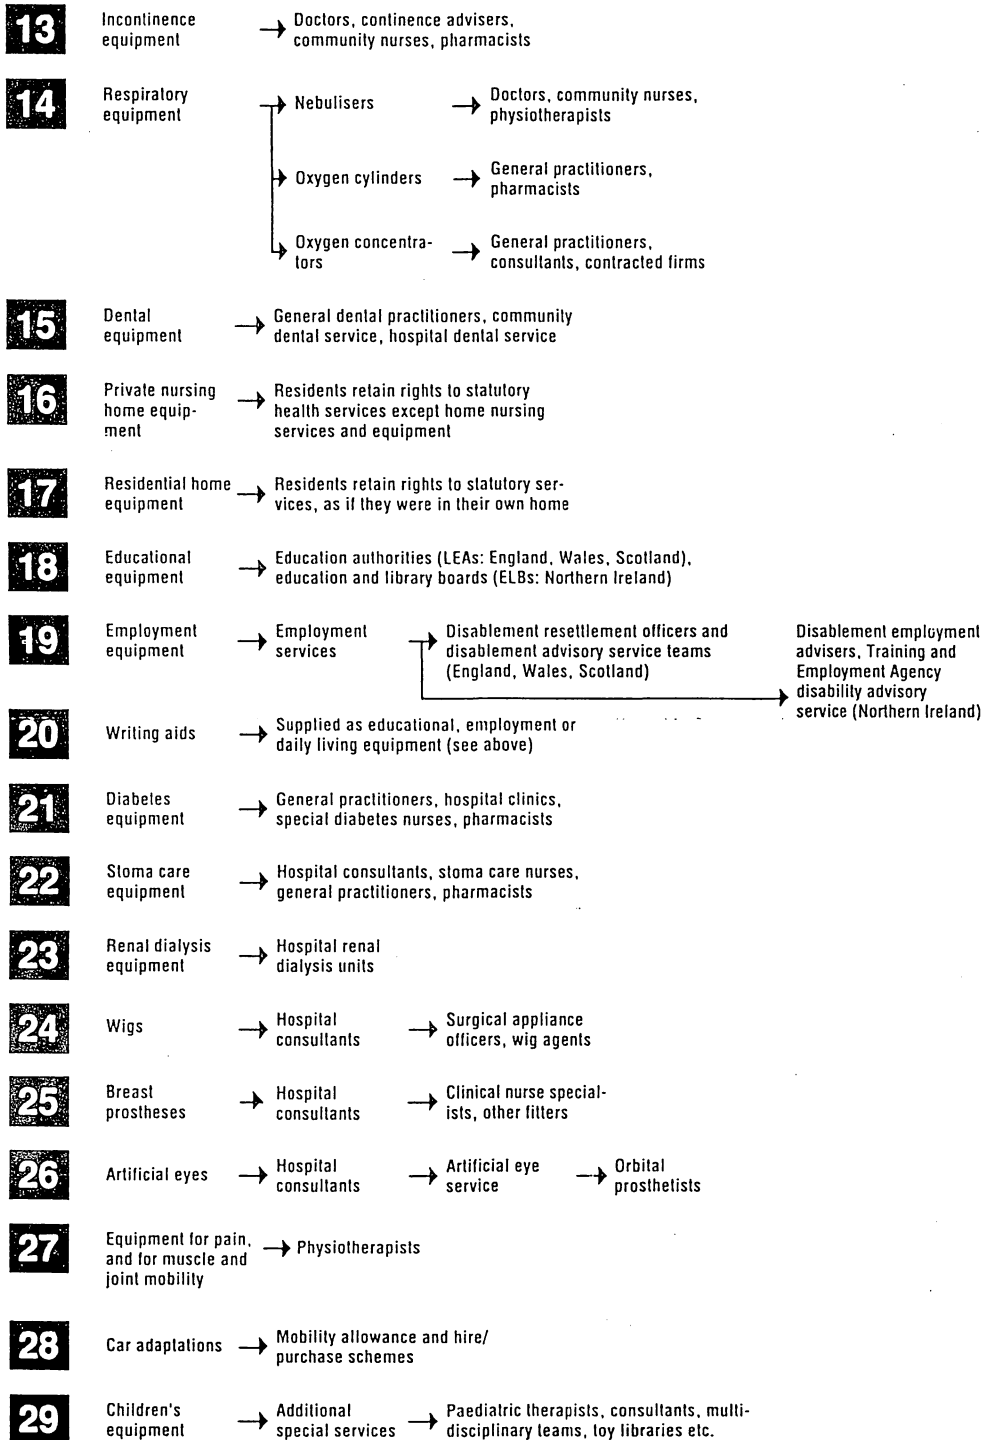 13
Incontinence
equipment
Doctors, continence advisers,
community nurses, pharmacists
14
Respiratory
equipment
Nebulisers
Doctors, community nurses,
physiotherapists
Oxygen cylinders
General practitioners,
pharmacists
Oxygen concentra-
tors
General practitioners,
consultants, contracted firms
15
Dental
equipment
General dental practitioners, community
dental service, hospital dental service
16
Private nursing
home equip-
ment
Residents retain rights to statutory
health services except home nursing
services and equipment
17
Residential home
equipment
Residents retain rights to statutory ser-
vices, as if they were in their own home
18
Educational
equipment
Education authorities (LEAs: England, Wales, Scotland),
education and library boards (ELBs: Northern Ireland)
19
Employment
equipment
Employment
services
Disablement resettlement officers and
disablement advisory service teams
(England, Wales, Scotland)
Disablement employment
advisers, Training and
Employment Agency
disability advisory
service (Northern Ireland)
20
Writing aids
Supplied as educational, employment or
daily living equipment (see above)
21
Diabetes
equipment
General practitioners, hospital clinics,
special diabetes nurses, pharmacists
22
Stoma care
equipment
Hospital consultants, stoma care nurses,
general practitioners, pharmacists
23
Renal dialysis
equipment
Hospital renal
dialysis units
24
Wigs
Hospital
consultants
Surgical appliance
officers, wig agents
25
Breast
prostheses
Hospital
consultants
Clinical nurse special-
ists, other fitters
26
Artificial eyes
Hospital
consultants
Artificial eye
service
Orbital
prosthetists
27
Equipment for pain,
and for muscle and
joint mobility
Physiotherapists
28
Car adaptations
Mobility allowance and hire/
purchase schemes
29
Children's
equipment
Additional
special services
Paediatric therapists, consultants, multi-
disciplinary teams, toy libraries etc.